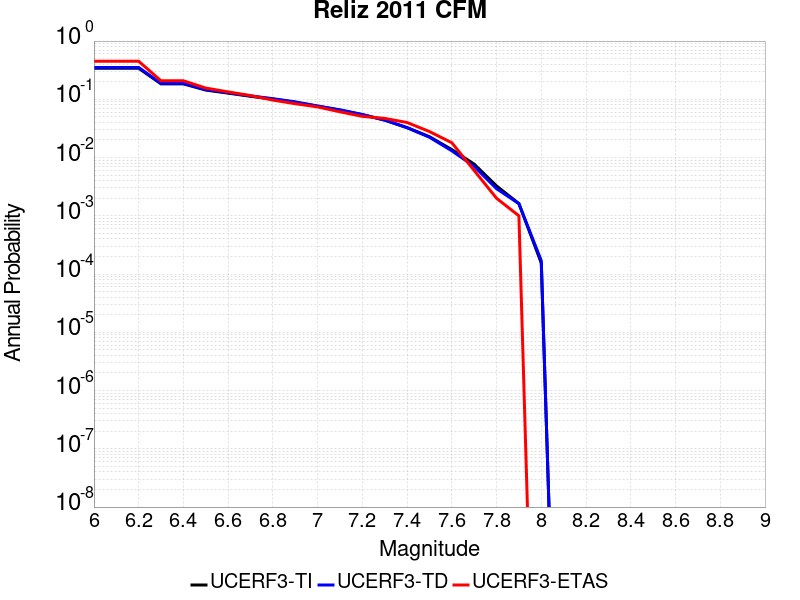 Reliz 2011 CFM
10^0
10^-1
10^-2
10^-3
10^-4
10^-5
10^-6
10^-7
10^-8
Annual Probability
6 6.2 6.4 6.6 6.8 7 7.2 7.4 7.6 7.8 8 8.2 8.4 8.6 8.8 9
Magnitude
UCERF3-TI UCERF3-TD UCERF3-ETAS